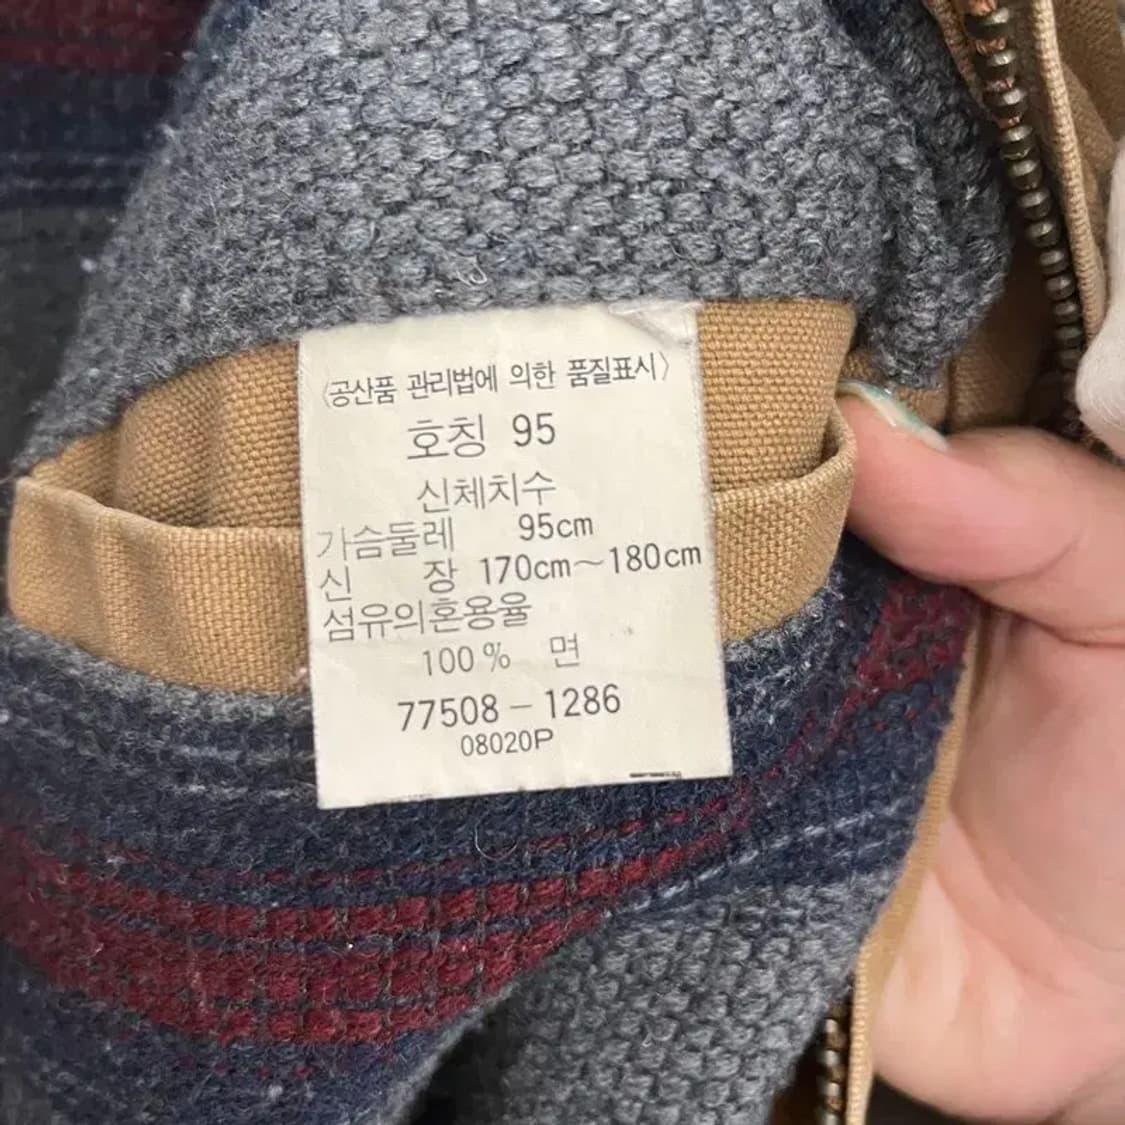 〈공산품 관리법에 의한 품질표시〉
호칭 95
신체치수
가슴둘레 95cm
신 장 170cm~180cm
섬유의혼용율
100% 면
77508-1286
08020P